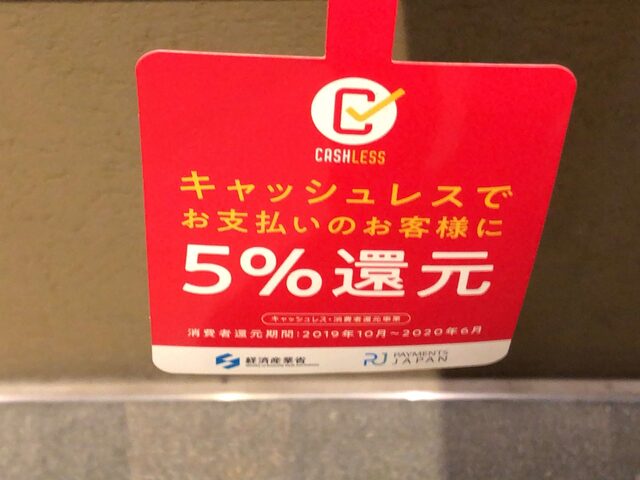 C
CASHLESS
キャッシュレスで
お支払いのお客様に
5%還元
キャッシュレス・消費者還元事業
消費者還元期間:2019年10月～2020年6月
経済産業省
PAYMENTS
JAPAN